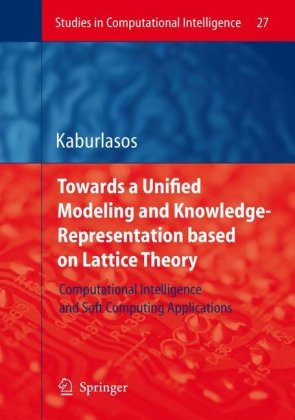 Studies in Computational Intelligence 27
Kaburlasos
Towards a Unified
Modeling and Knowledge-
Representation based
on Lattice Theory
Computational Intelligence
and Soft Computing Applications
Springer